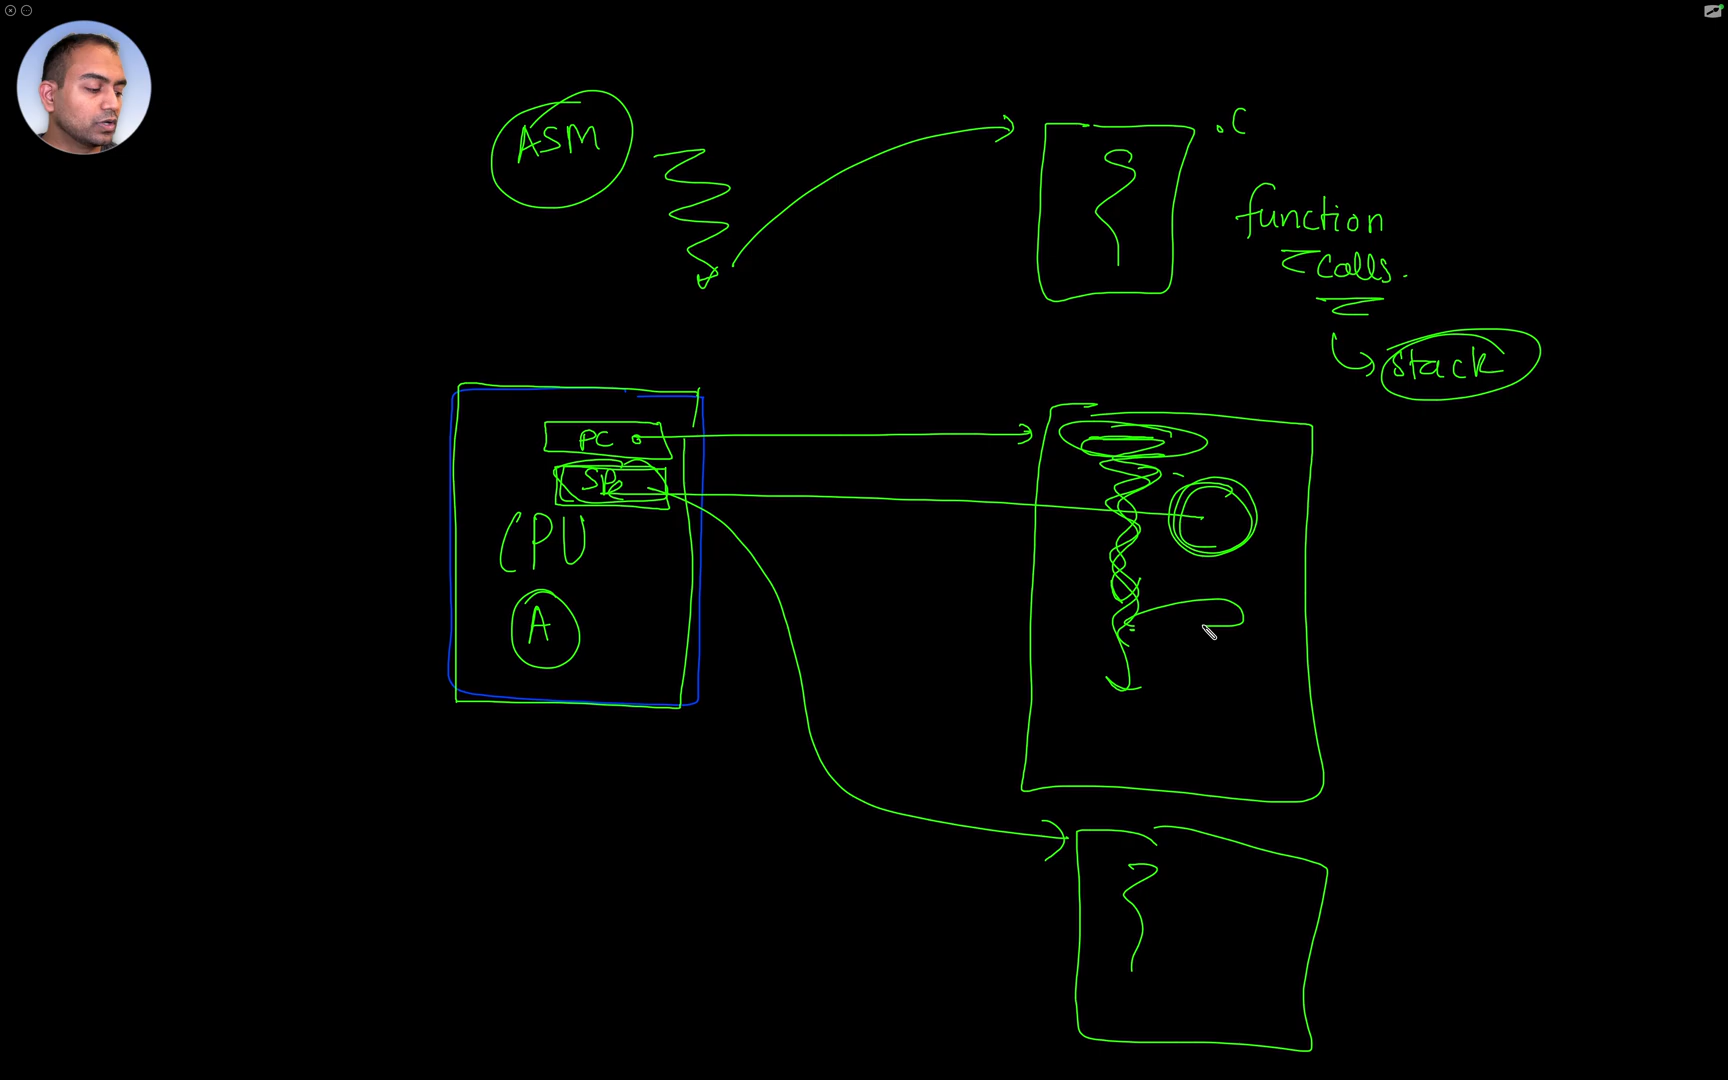 ASM
.C
function
calls.
stack
PC
SP
CPU
A